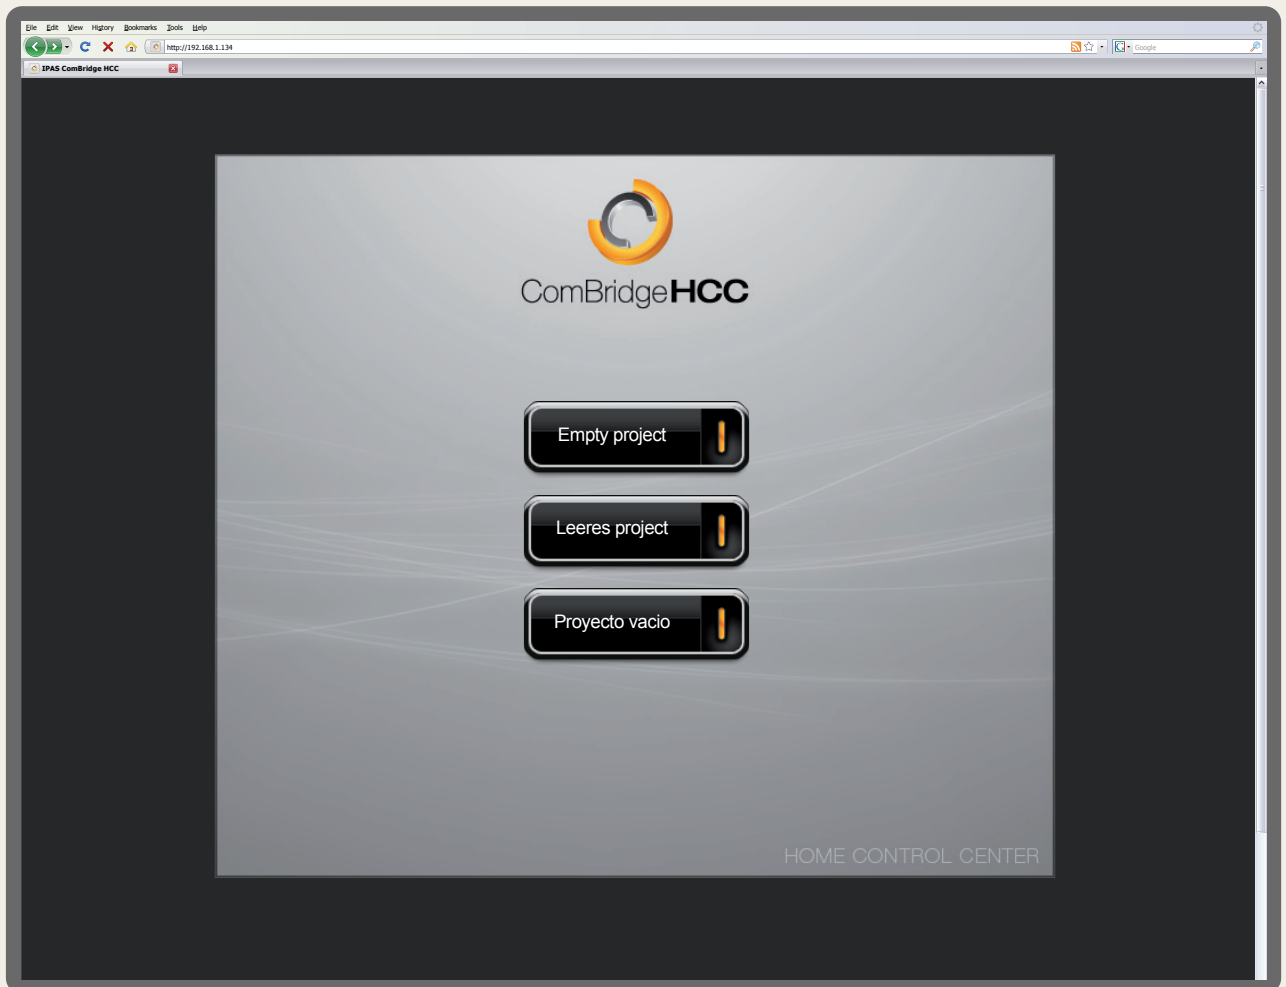 File Edit View History Bookmarks Tools Help
http://192.168.1.134
Google
IPAS ComBridge HCC
ComBridgeHCC
Empty project
Leeres project
Proyecto vacio
HOME CONTROL CENTER